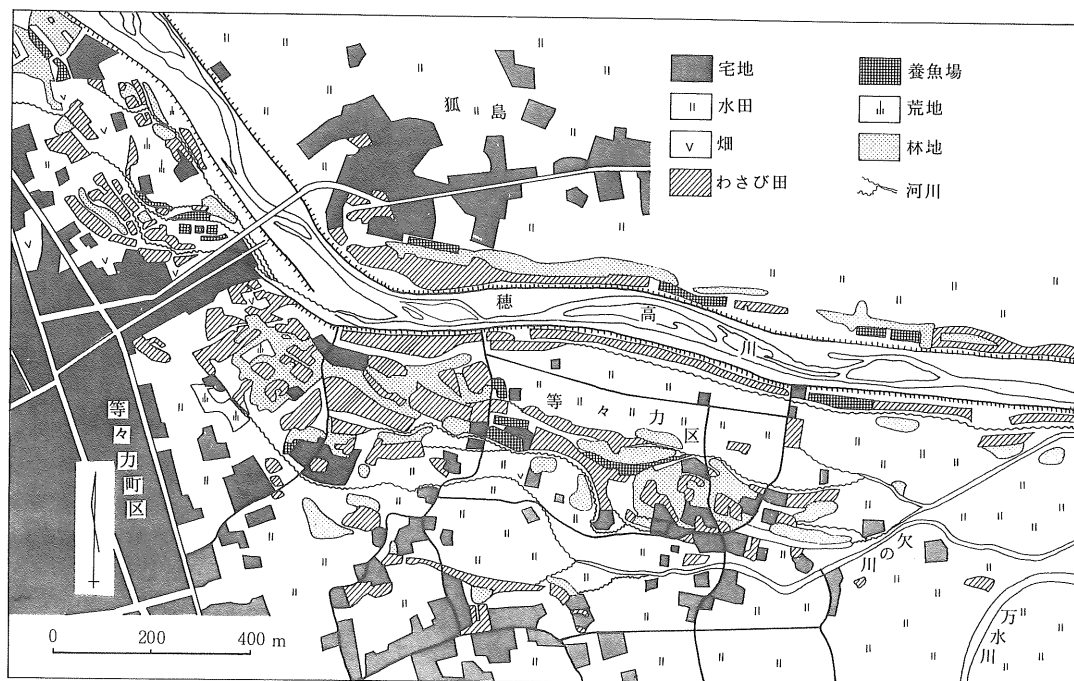 狐島
宅地
水田
畑
わさび田
養魚場
荒地
林地
河川
穂高川
等々力区
等々力町区
欠の川
万水川
0 200 400 m